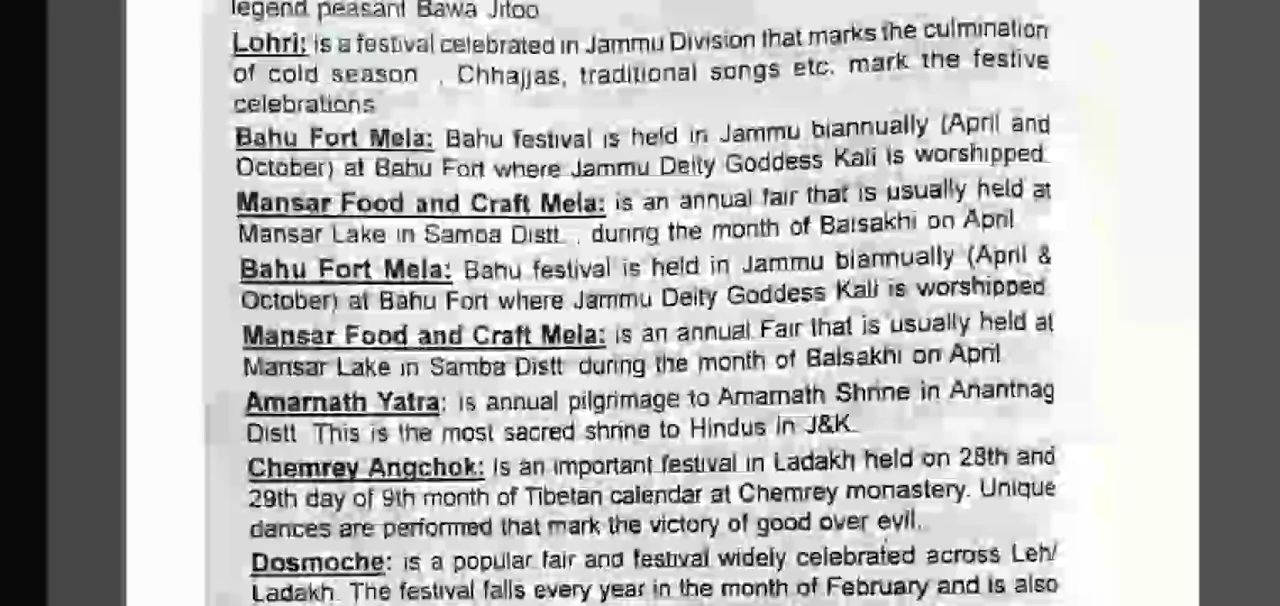 legend peasant Bawa Jitoo
Lohri: is a festival celebrated in Jammu Division that marks the culmination
of cold season , Chhajjas, traditional songs etc. mark the festive
celebrations
Bahu Fort Mela: Bahu festival is held in Jammu biannually (April and
October) at Bahu Fort where Jammu Deity Goddess Kali is worshipped.
Mansar Food and Craft Mela: is an annual fair that is usually held at
Mansar Lake in Samba Distt. , during the month of Baisakhi on April
Bahu Fort Mela: Bahu festival is held in Jammu biannually (April &
October) at Bahu Fort where Jammu Deity Goddess Kali is worshipped
Mansar Food and Craft Mela: is an annual Fair that is usually held at
Mansar Lake in Samba Distt during the month of Baisakhi on April
Amarnath Yatra: is annual pilgrimage to Amarnath Shrine in Anantnag
Distt. This is the most sacred shrine to Hindus in J&K.
Chemrey Angchok: is an important festival in Ladakh held on 28th and
29th day of 9th month of Tibetan calendar at Chemrey monastery. Unique
dances are performed that mark the victory of good over evil.
Dosmoche: is a popular fair and festival widely celebrated across Leh/
Ladakh. The festival falls every year in the month of February and is also